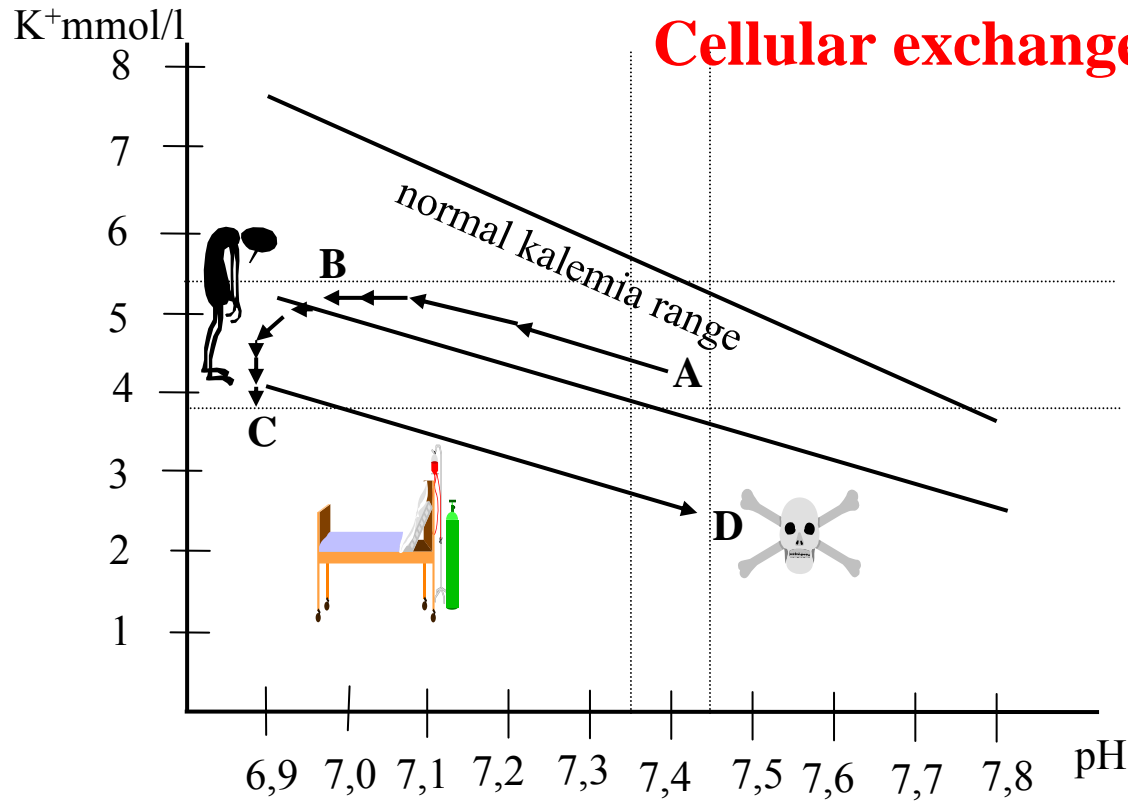 K⁺mmol/l
Cellular exchange
8
7
6
5
4
3
2
1
normal kalemia range
B
A
C
D
6,9 7,0 7,1 7,2 7,3 7,4 7,5 7,6 7,7 7,8
pH